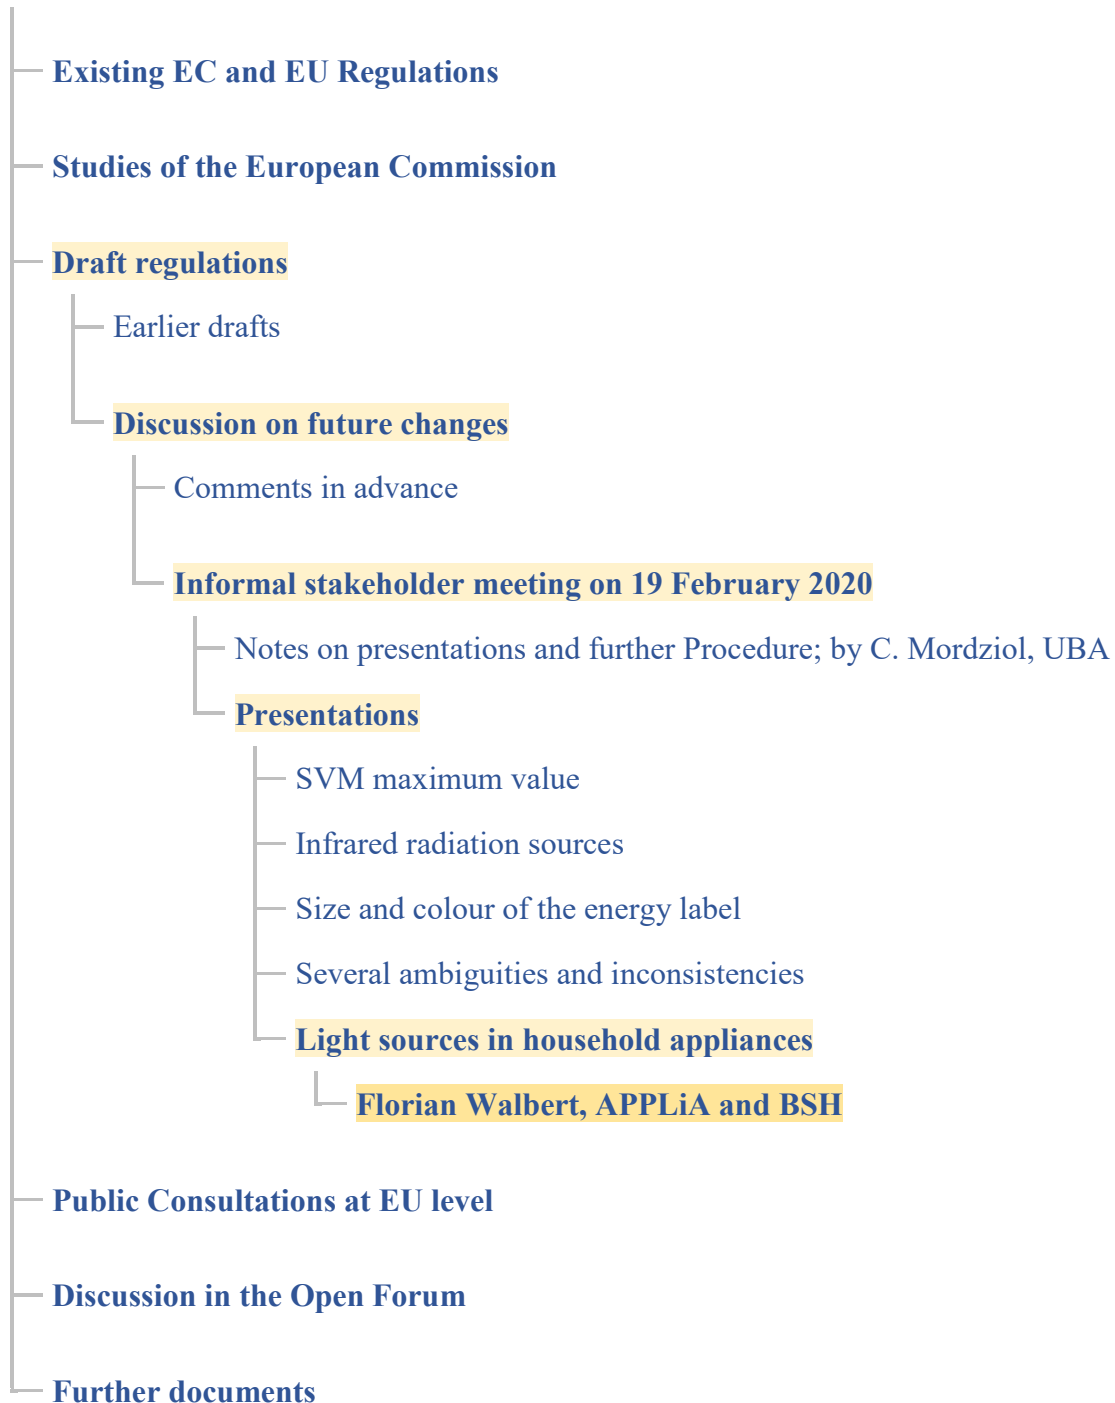 Existing EC and EU Regulations
Studies of the European Commission
Draft regulations
Earlier drafts
Discussion on future changes
Comments in advance
Informal stakeholder meeting on 19 February 2020
Notes on presentations and further Procedure; by C. Mordziol, UBA
Presentations
SVM maximum value
Infrared radiation sources
Size and colour of the energy label
Several ambiguities and inconsistencies
Light sources in household appliances
Florian Walbert, APPLiA and BSH
Public Consultations at EU level
Discussion in the Open Forum
Further documents